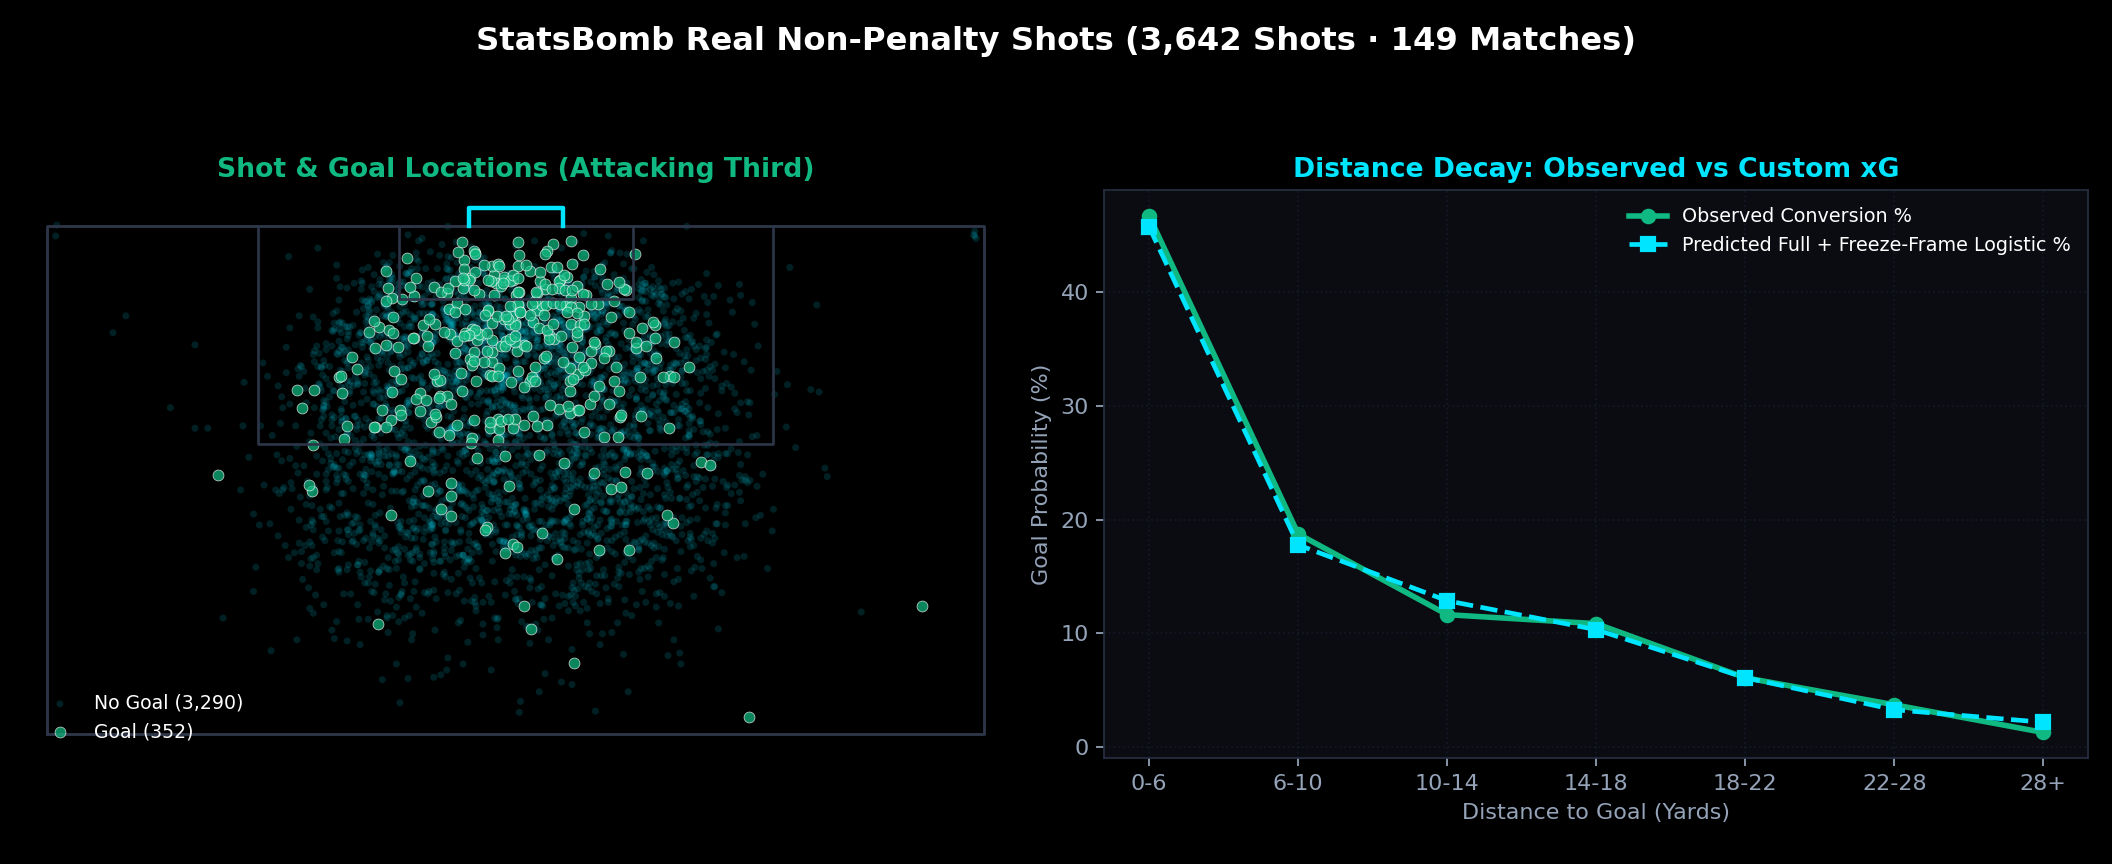 StatsBomb Real Non-Penalty Shots (3,642 Shots · 149 Matches)
Shot & Goal Locations (Attacking Third)
No Goal (3,290)
Goal (352)
Distance Decay: Observed vs Custom xG
Observed Conversion %
Predicted Full + Freeze-Frame Logistic %
Goal Probability (%)
40
30
20
10
0
0-6 6-10 10-14 14-18 18-22 22-28 28+
Distance to Goal (Yards)